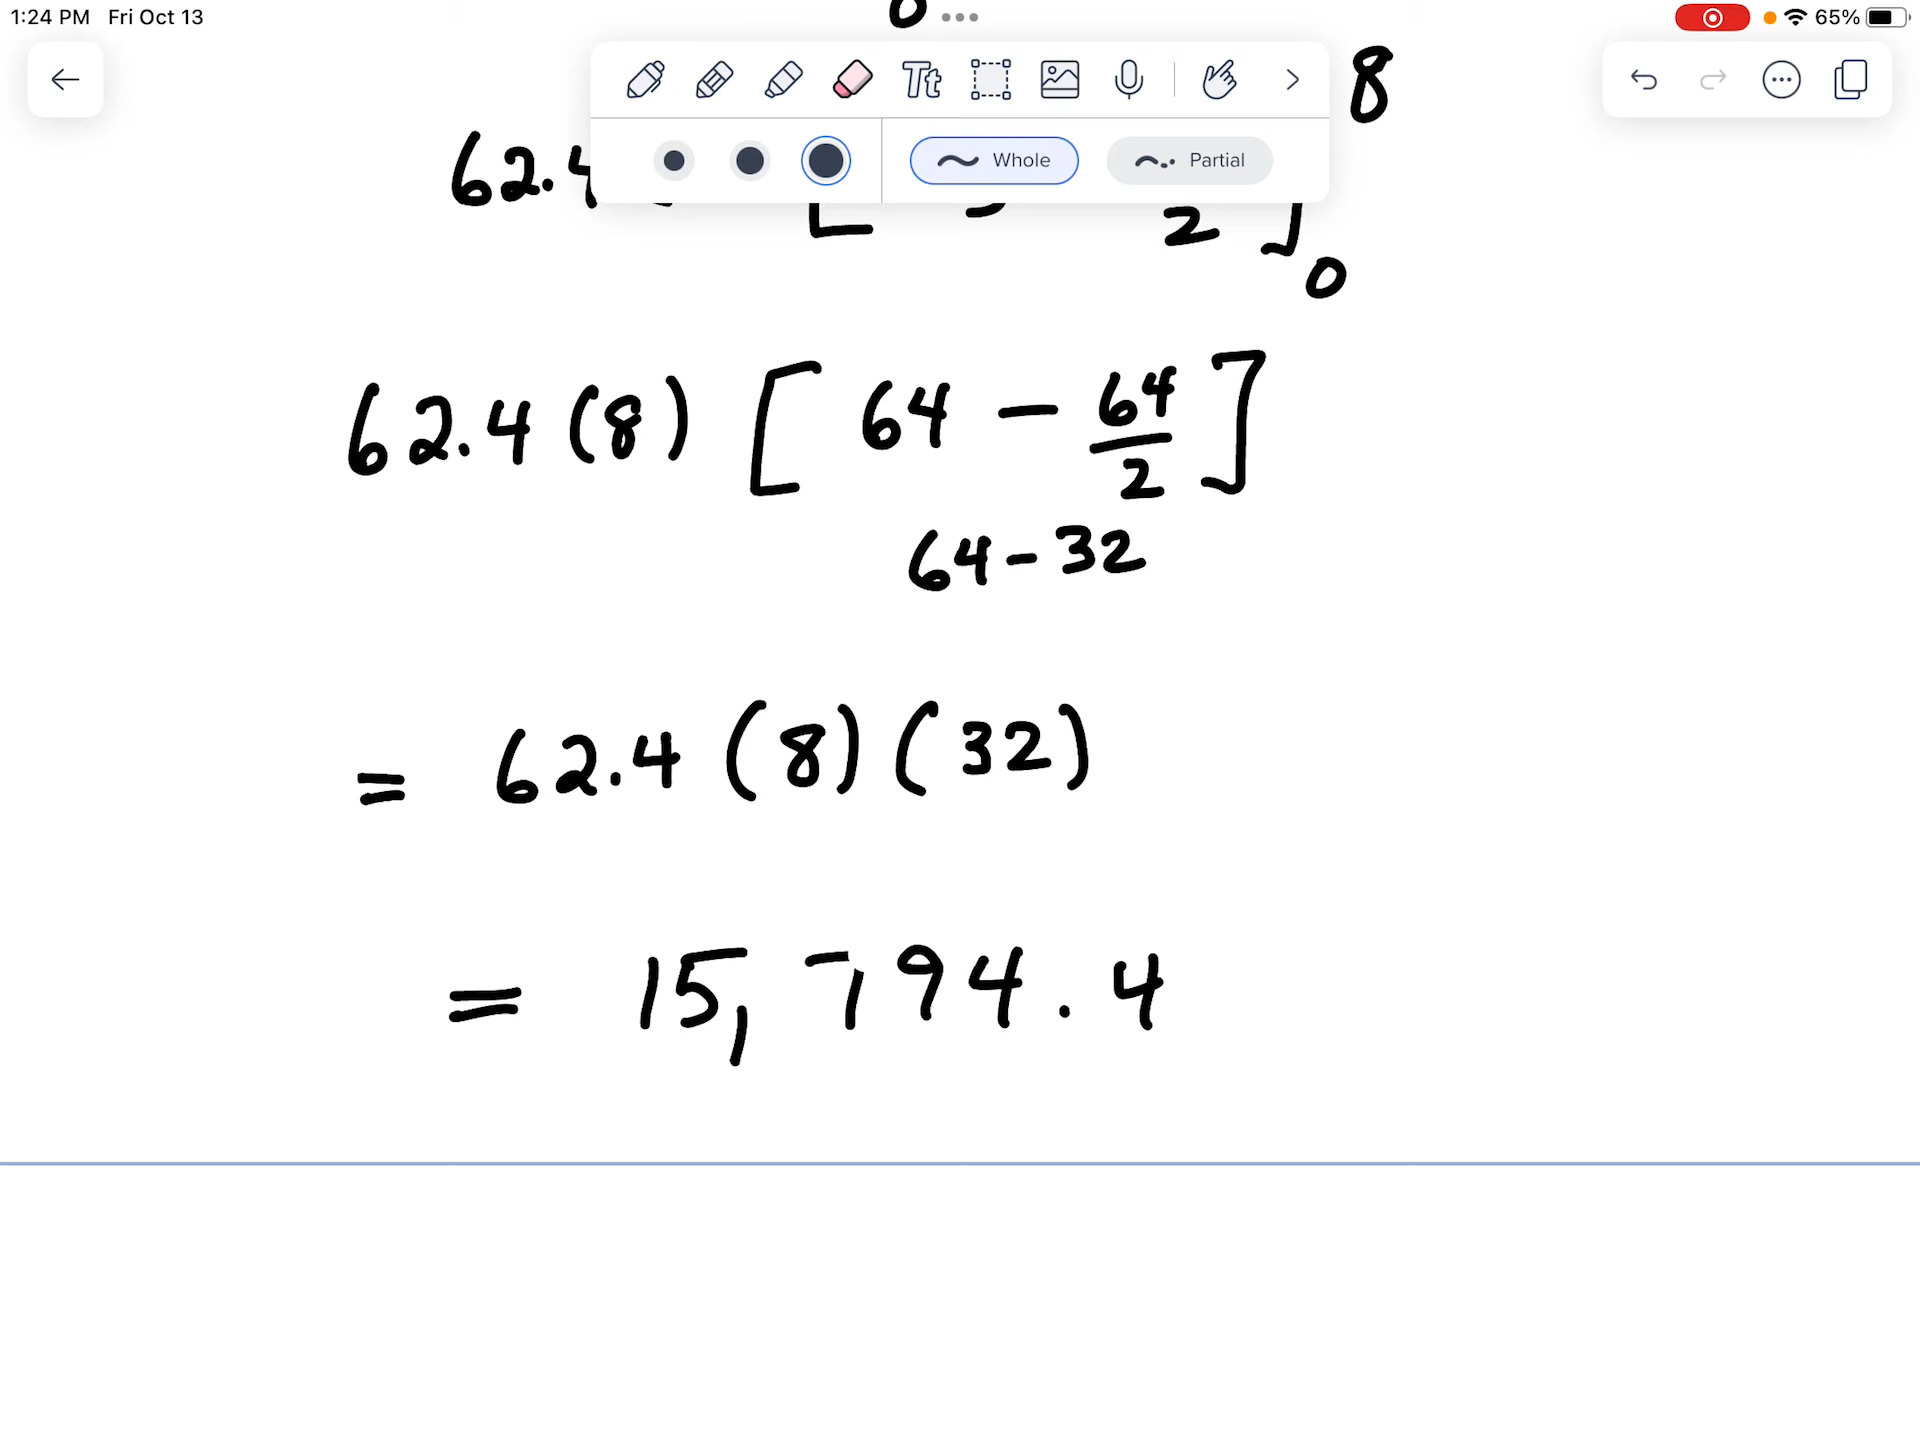 1:24 PM Fri Oct 13
65%
8
62.4
Tt
Whole
Partial
2
0
62.4 (8) [ 64 - 64/2 ]
64 - 32
= 62.4 (8) (32)
= 15,794.4